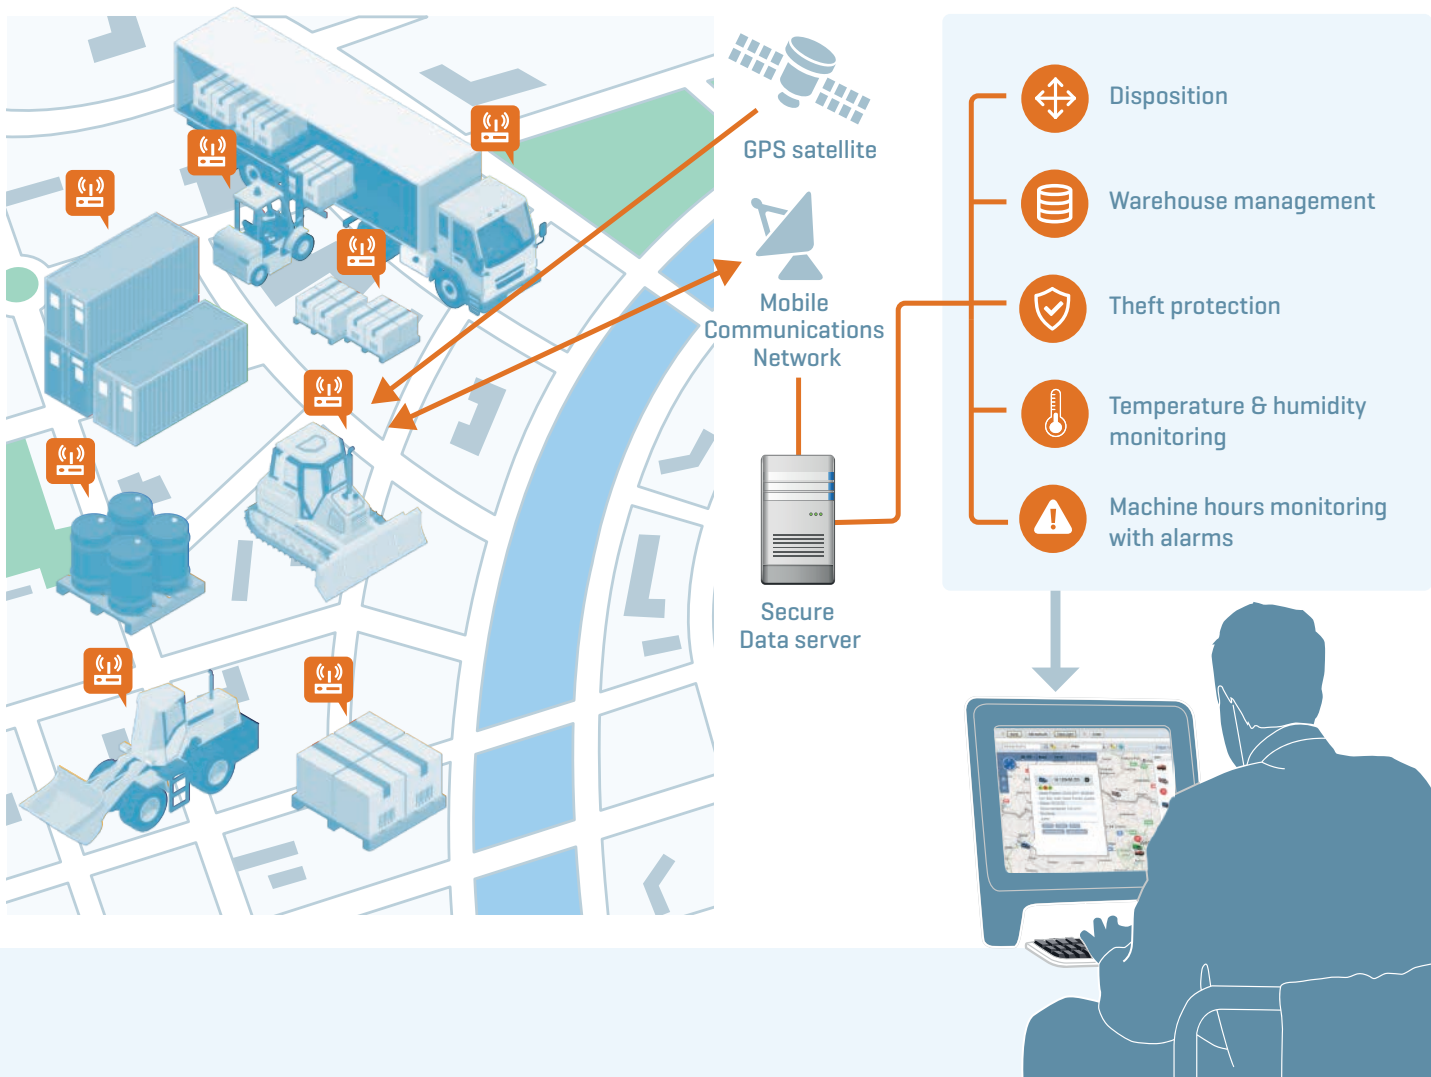 GPS satellite
Mobile
Communications
Network
Secure
Data server
Disposition
Warehouse management
Theft protection
Temperature & humidity
monitoring
Machine hours monitoring
with alarms